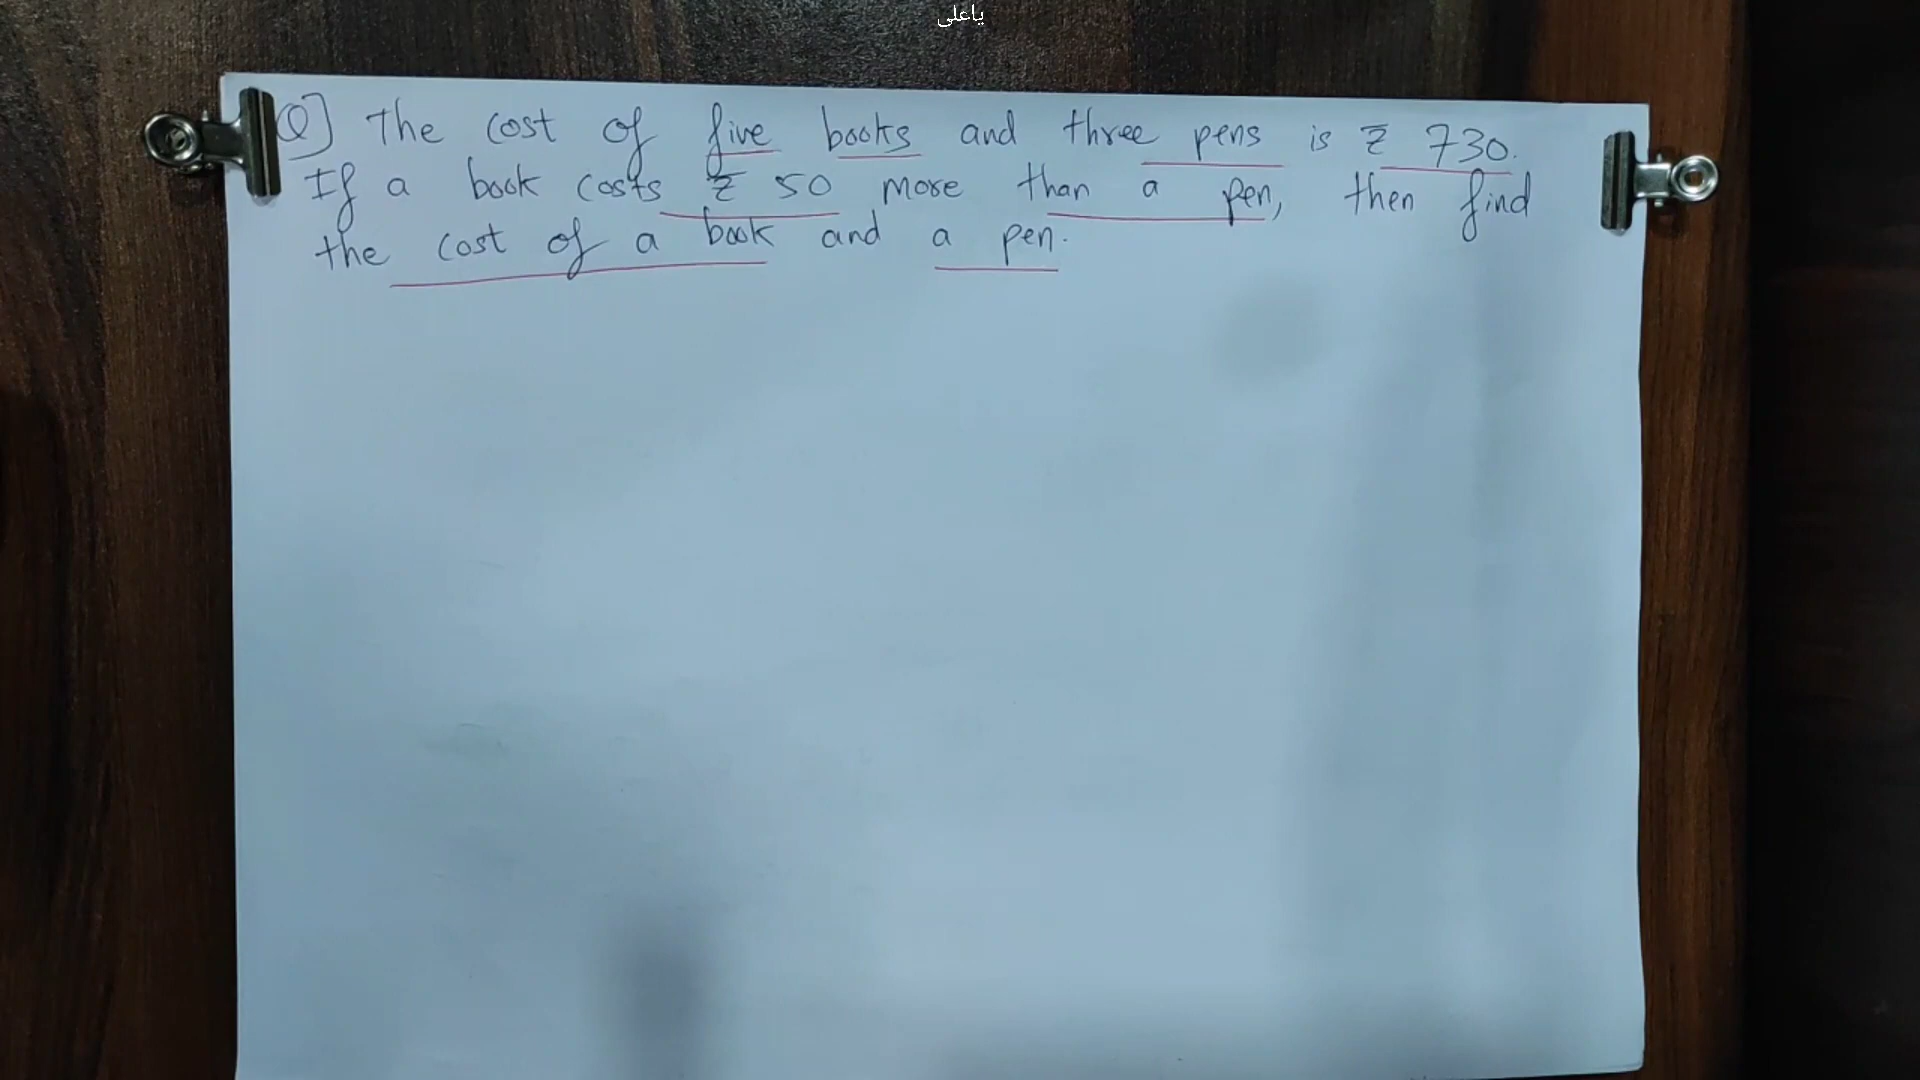 ياعلى
Q] The cost of five books and three pens is ₹ 730.
If a book costs ₹ 50 more than a pen, then find
the cost of a book and a pen.